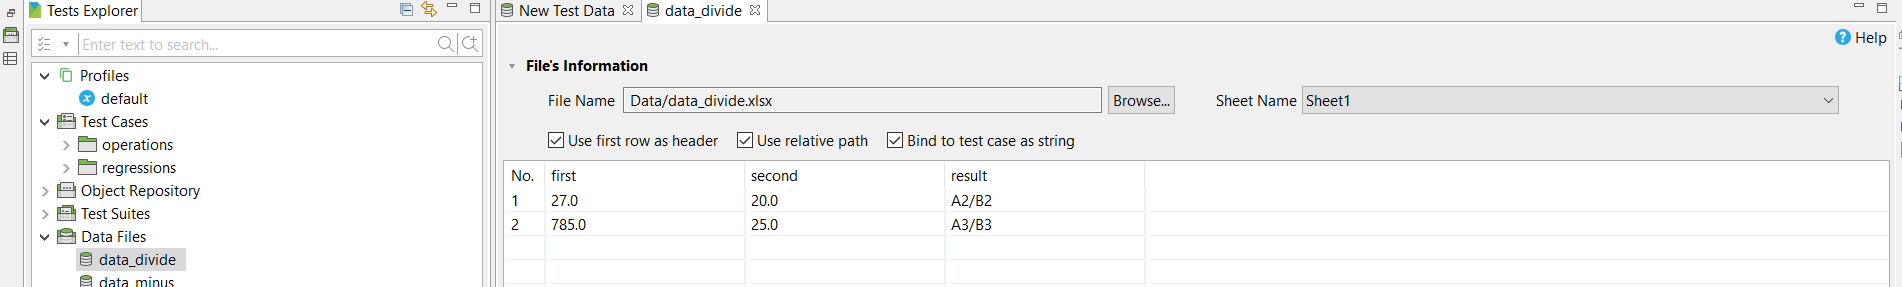 Tests Explorer
Enter text to search...
Profiles
default
Test Cases
operations
regressions
Object Repository
Test Suites
Data Files
data_divide
data_minus
New Test Data
data_divide
Help
File's Information
File Name Data/data_divide.xlsx Browse... Sheet Name Sheet1
Use first row as header Use relative path Bind to test case as string
No. first second result
1 27.0 20.0 A2/B2
2 785.0 25.0 A3/B3